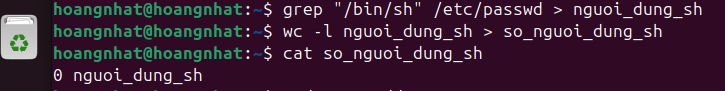 hoangnhat@hoangnhat:~$ grep "/bin/sh" /etc/passwd > nguoi_dung_sh
hoangnhat@hoangnhat:~$ wc -l nguoi_dung_sh > so_nguoi_dung_sh
hoangnhat@hoangnhat:~$ cat so_nguoi_dung_sh
0 nguoi_dung_sh